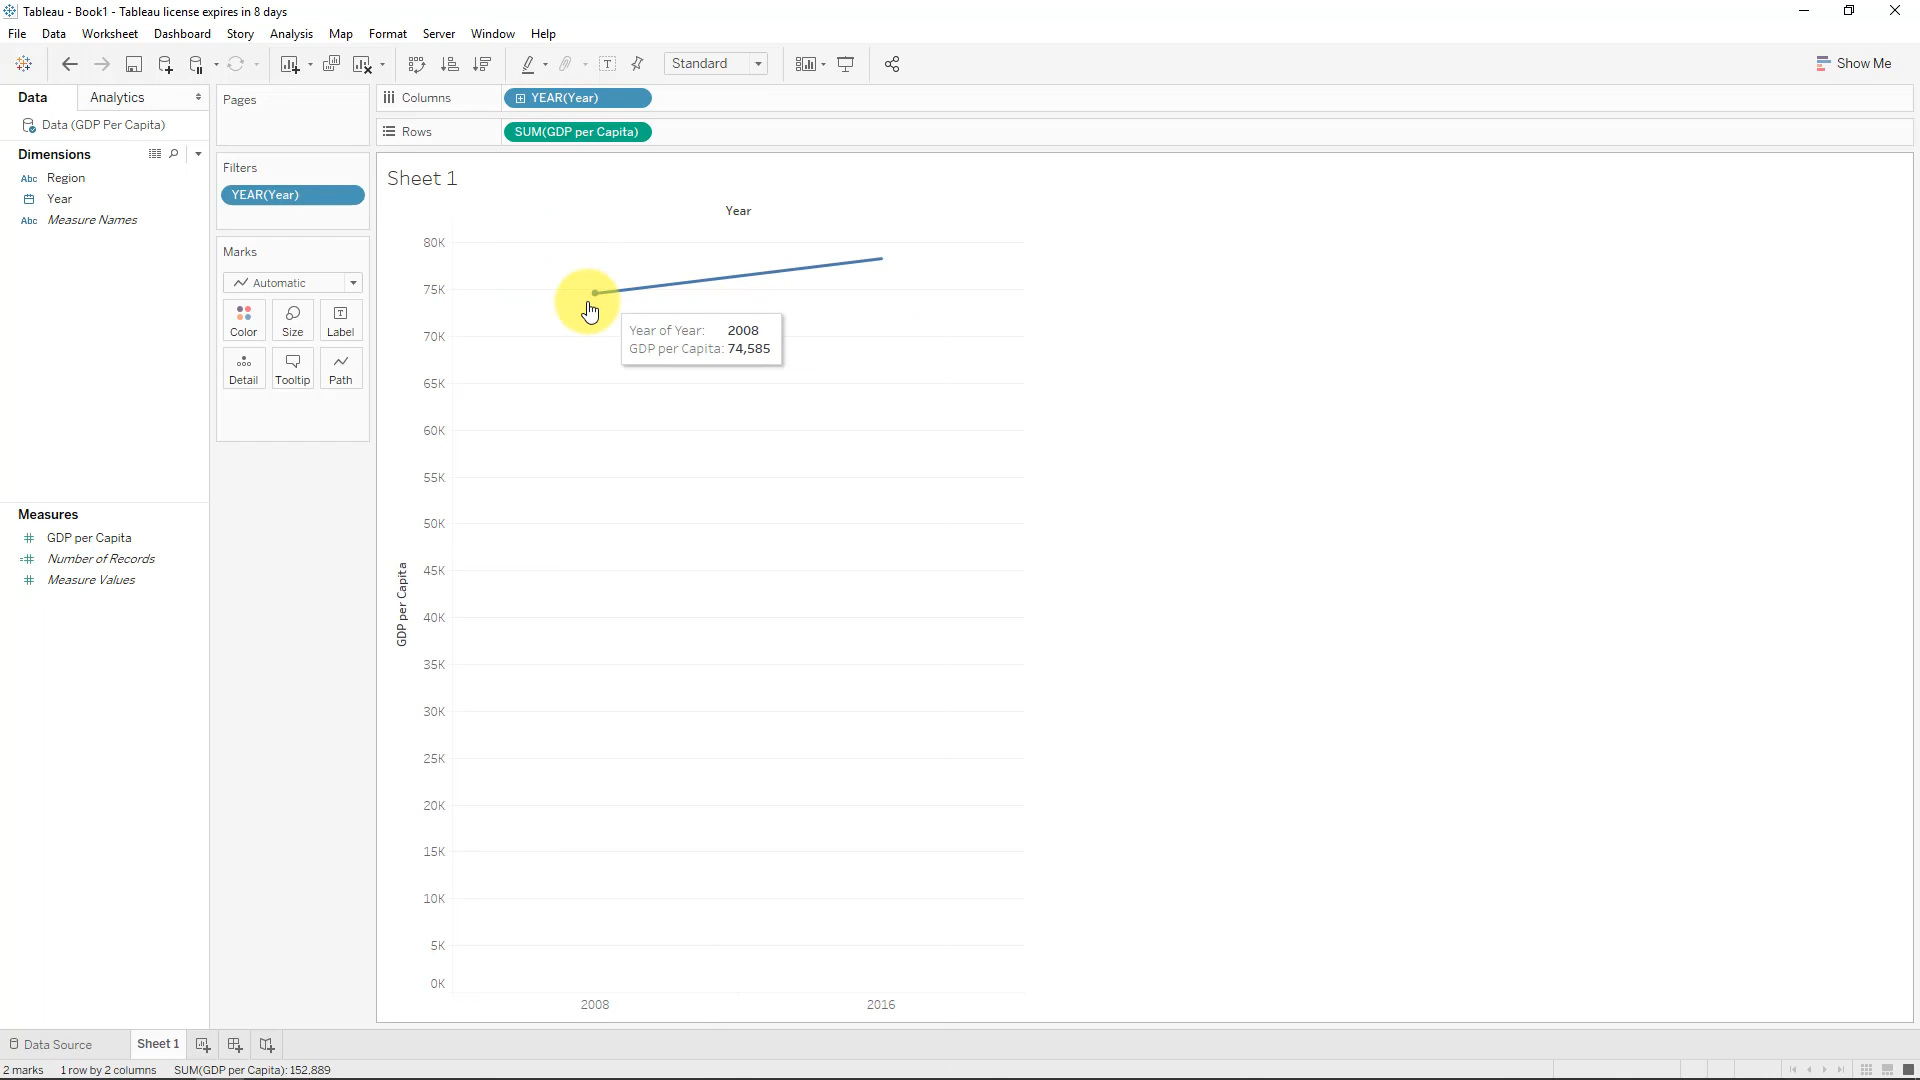 Tableau - Book1 - Tableau license expires in 8 days
File Data Worksheet Dashboard Story Analysis Map Format Server Window Help
Standard
Show Me
Data Analytics
Data (GDP Per Capita)
Dimensions
Abc Region
Year
Abc Measure Names
Measures
# GDP per Capita
=# Number of Records
# Measure Values
Pages
Filters
YEAR(Year)
Marks
Automatic
Color Size Label
Detail Tooltip Path
Columns YEAR(Year)
Rows SUM(GDP per Capita)
Sheet 1
Year
80K
75K
70K
65K
60K
55K
50K
45K
40K
35K
30K
25K
20K
15K
10K
5K
0K
GDP per Capita
Year of Year: 2008
GDP per Capita: 74,585
2008 2016
Data Source Sheet 1
2 marks 1 row by 2 columns SUM(GDP per Capita): 152,889